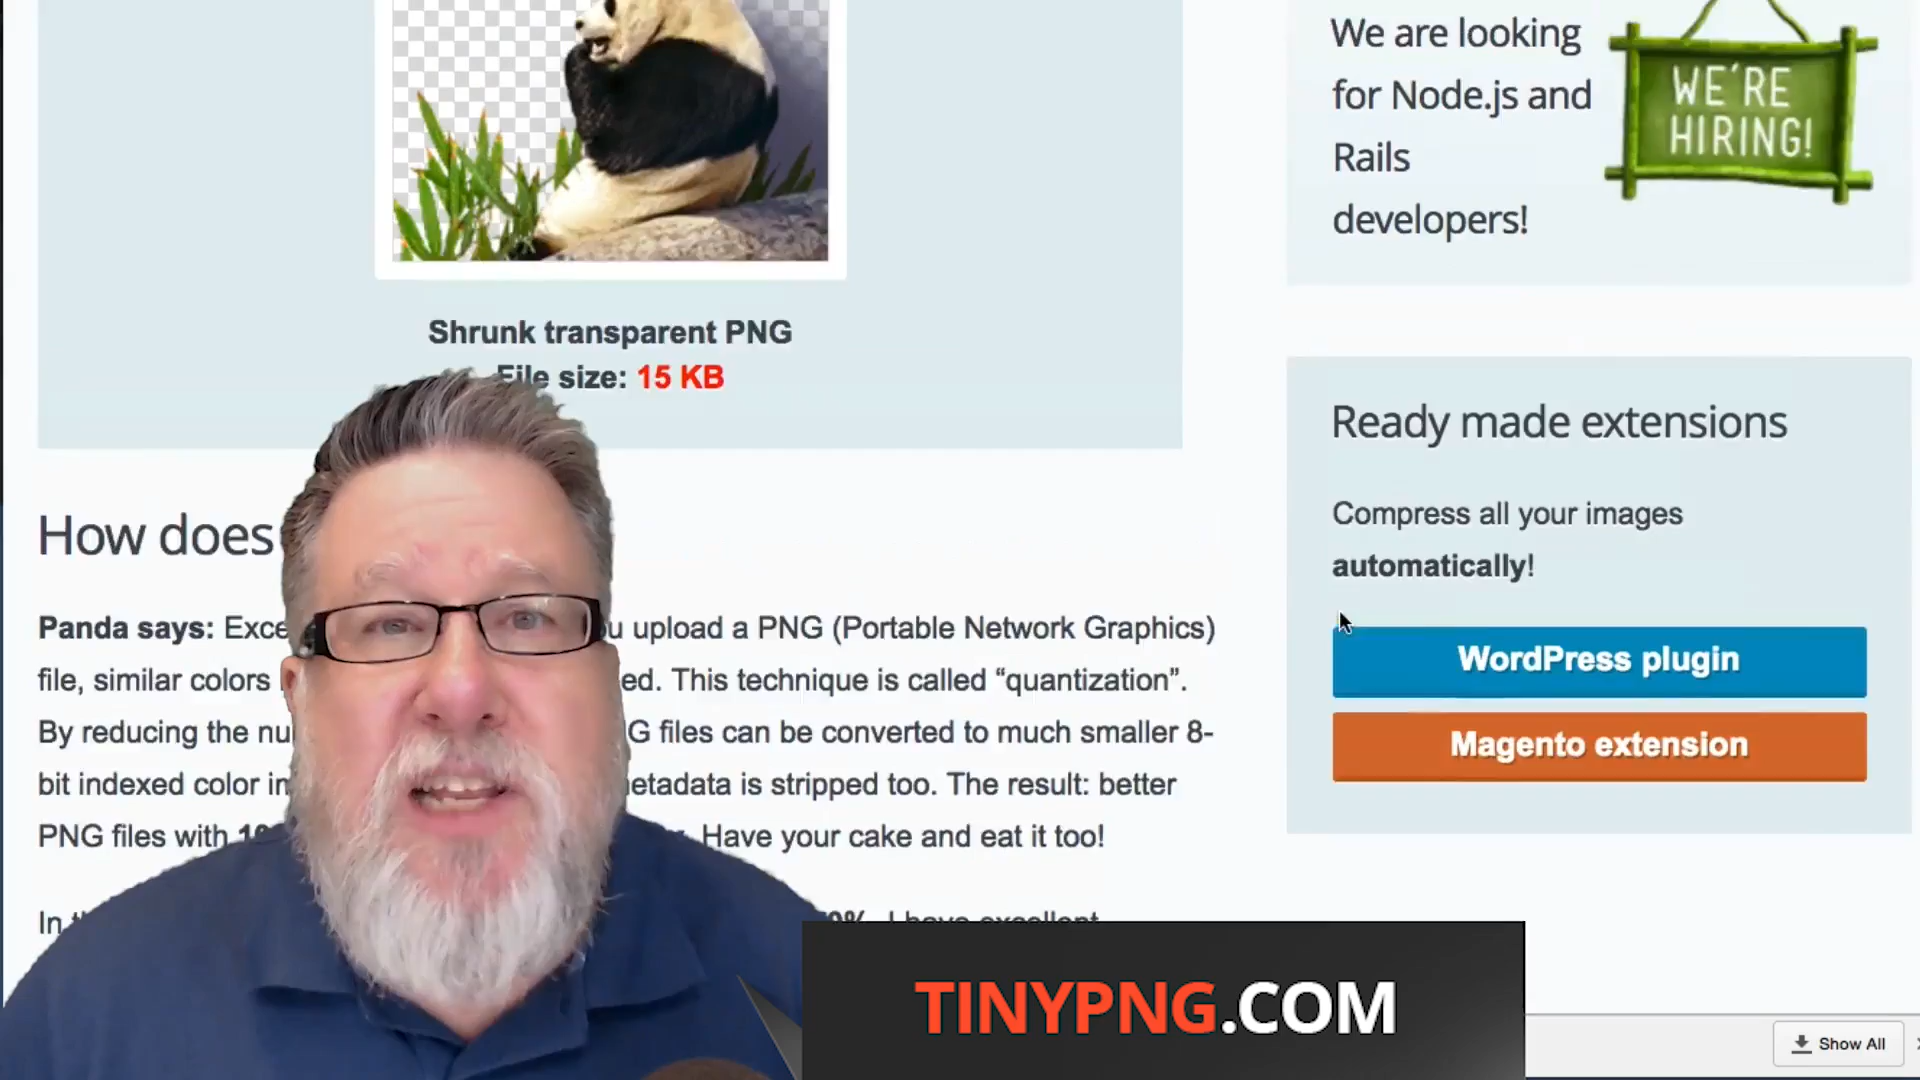 We are looking
for Node.js and
Rails
developers!
WE'RE
HIRING!
Shrunk transparent PNG
File size: 15 KB
Ready made extensions
Compress all your images
automatically!
WordPress plugin
Magento extension
How does
Panda says: upload a PNG (Portable Network Graphics)
file, similar colors This technique is called “quantization”.
By reducing the files can be converted to much smaller 8-
bit indexed color is stripped too. The result: better
PNG files with Have your cake and eat it too!
In I have excellent
TINYPNG.COM
Show All